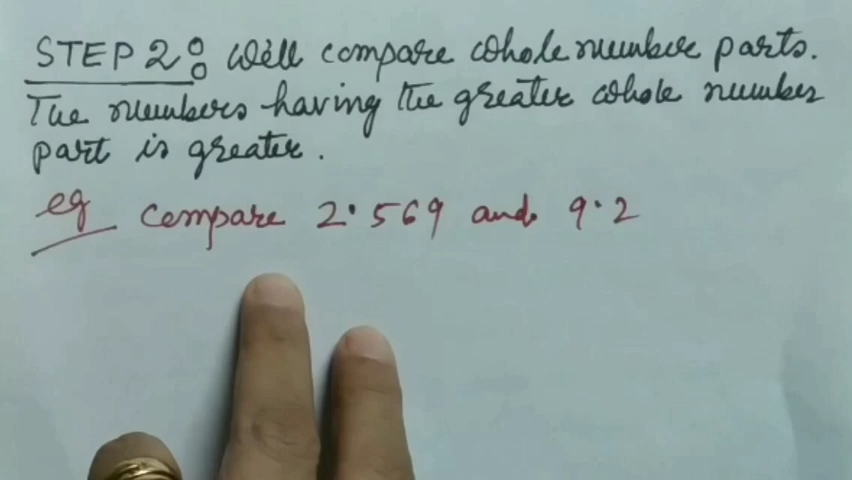 STEP 2: Will compare whole number parts.
The numbers having the greater whole number
part is greater.
eg compare 2.569 and 9.2